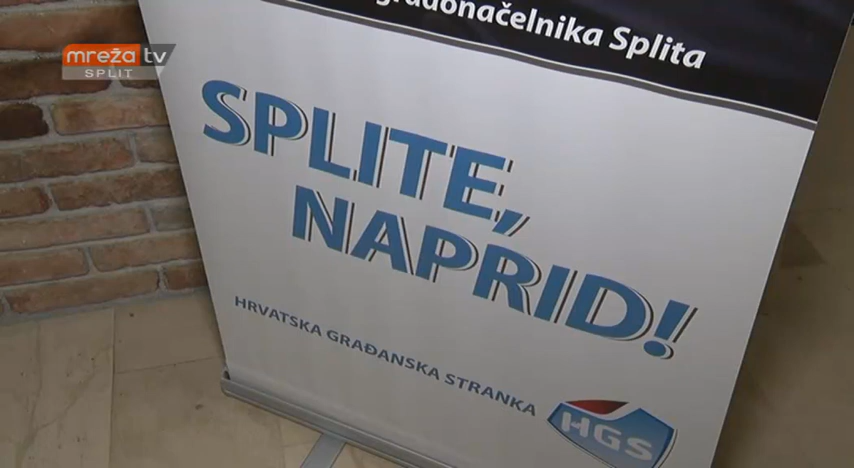 mreža tv
SPLIT
gradonačelnika Splita
SPLITE,
NAPRID!
HRVATSKA GRAĐANSKA STRANKA
HGS